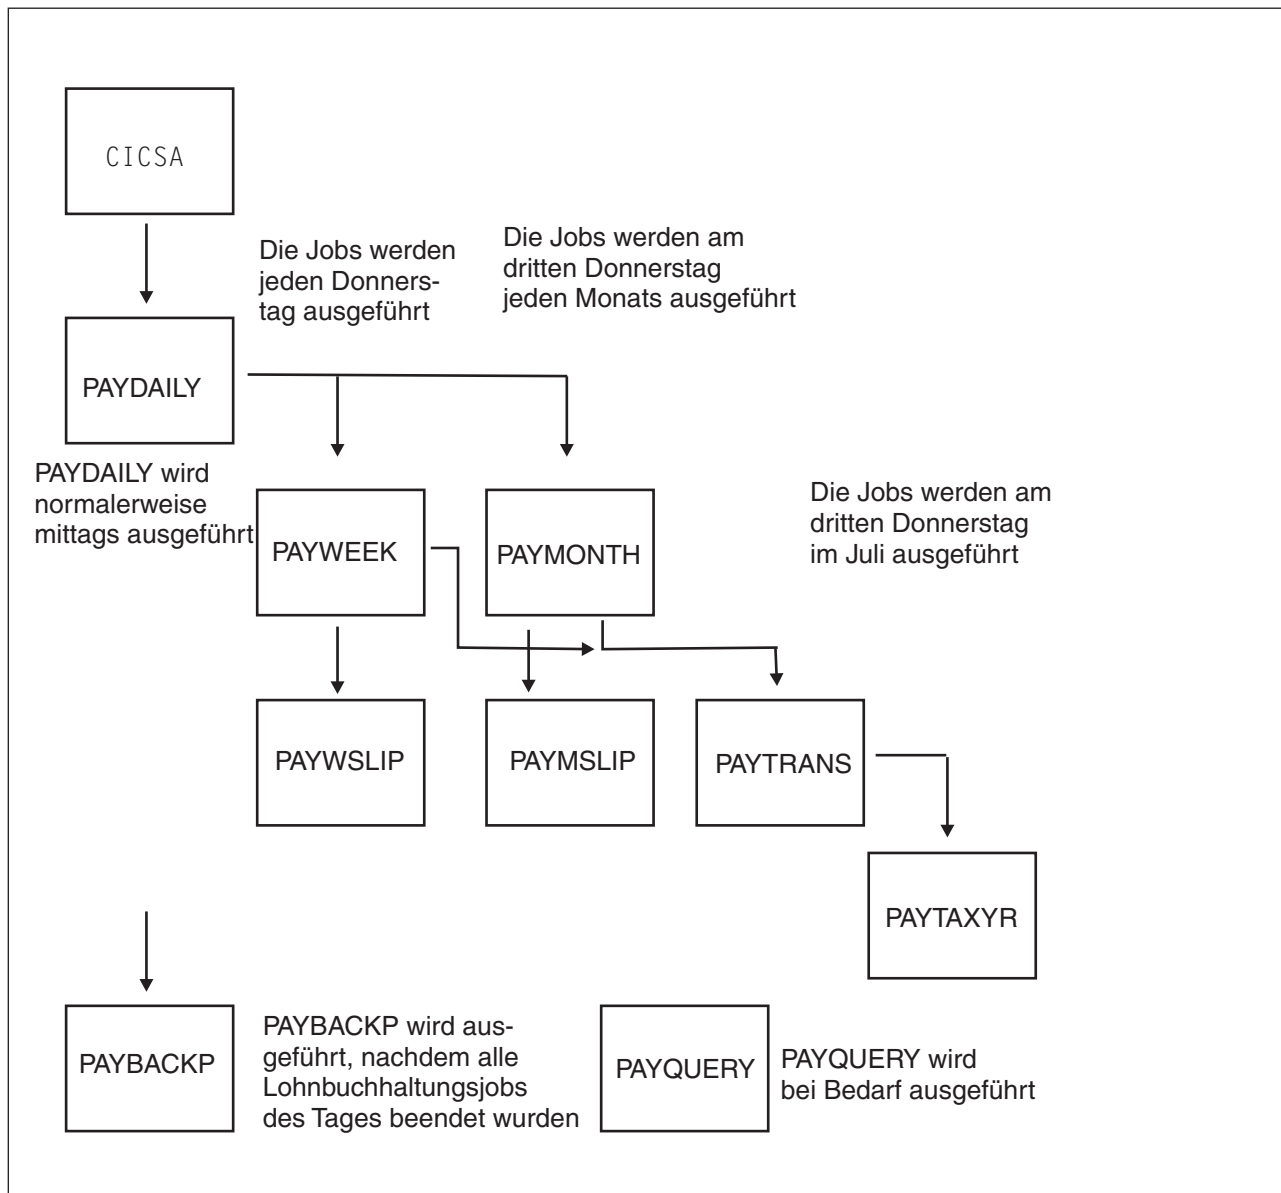 CICSA
Die Jobs werden
jeden Donners-
tag ausgeführt
Die Jobs werden am
dritten Donnerstag
jeden Monats ausgeführt
PAYDAILY
PAYDAILY wird
normalerweise
mittags ausgeführt
PAYWEEK
PAYMONTH
Die Jobs werden am
dritten Donnerstag
im Juli ausgeführt
PAYWSLIP
PAYMSLIP
PAYTRANS
PAYTAXYR
PAYBACKP
PAYBACKP wird aus-
geführt, nachdem alle
Lohnbuchhaltungsjobs
des Tages beendet wurden
PAYQUERY
PAYQUERY wird
bei Bedarf ausgeführt